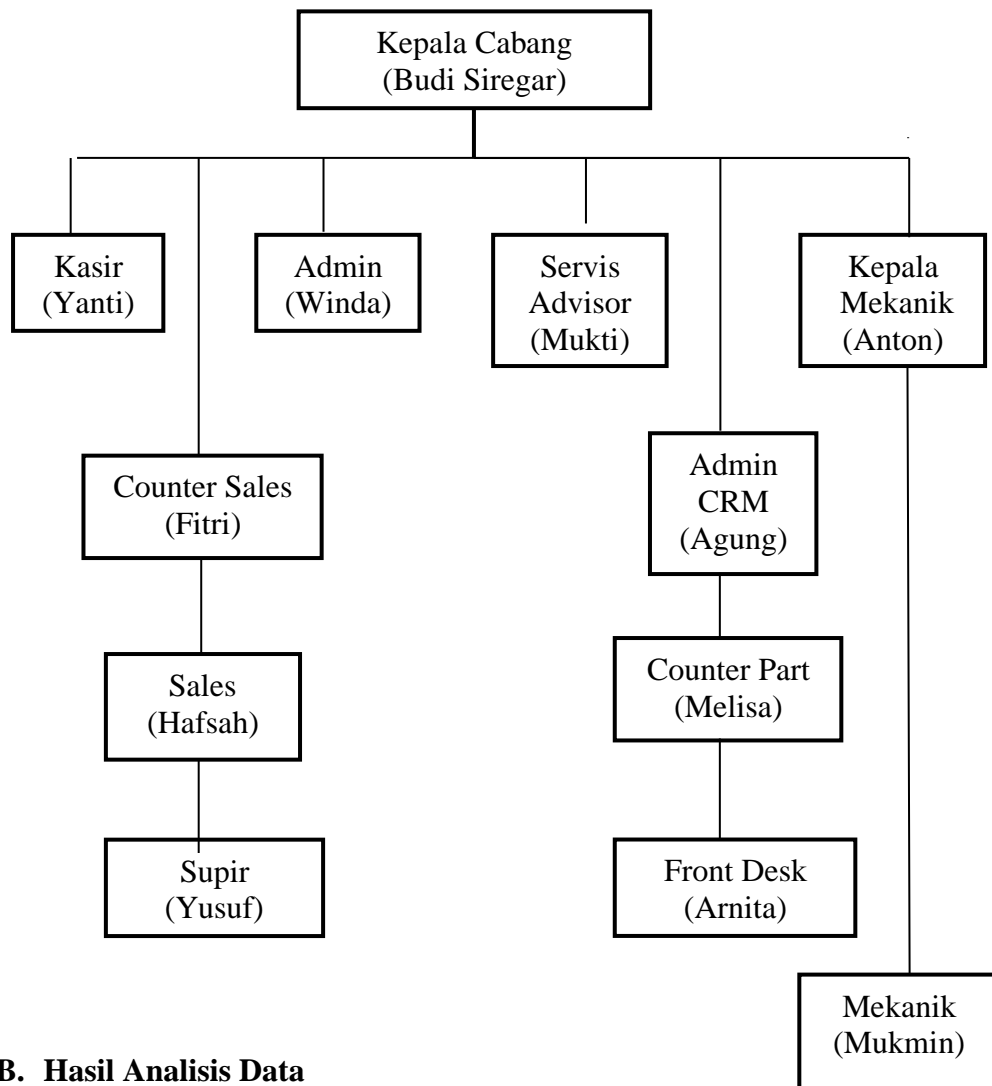 Kepala Cabang
(Budi Siregar)
Kasir
(Yanti)
Admin
(Winda)
Servis
Advisor
(Mukti)
Kepala
Mekanik
(Anton)
Counter Sales
(Fitri)
Admin
CRM
(Agung)
Sales
(Hafsah)
Counter Part
(Melisa)
Supir
(Yusuf)
Front Desk
(Arnita)
Mekanik
(Mukmin)
B. Hasil Analisis Data